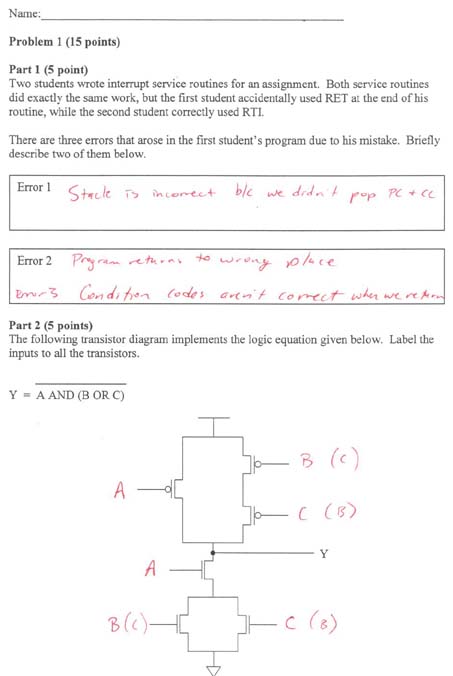 Name:
Problem 1 (15 points)
Part 1 (5 point)
Two students wrote interrupt service routines for an assignment. Both service routines
did exactly the same work, but the first student accidentally used RET at the end of his
routine, while the second student correctly used RTI.
There are three errors that arose in the first student's program due to his mistake. Briefly
describe two of them below.
Error 1 Stack is incorrect b/c we didn't pop PC + CC
Error 2 Program returns to wrong place
Error 3 Condition codes aren't correct when we return
Part 2 (5 points)
The following transistor diagram implements the logic equation given below. Label the
inputs to all the transistors.
Y = A AND (B OR C)
B (C)
A
C (B)
Y
A
B(C) C (B)